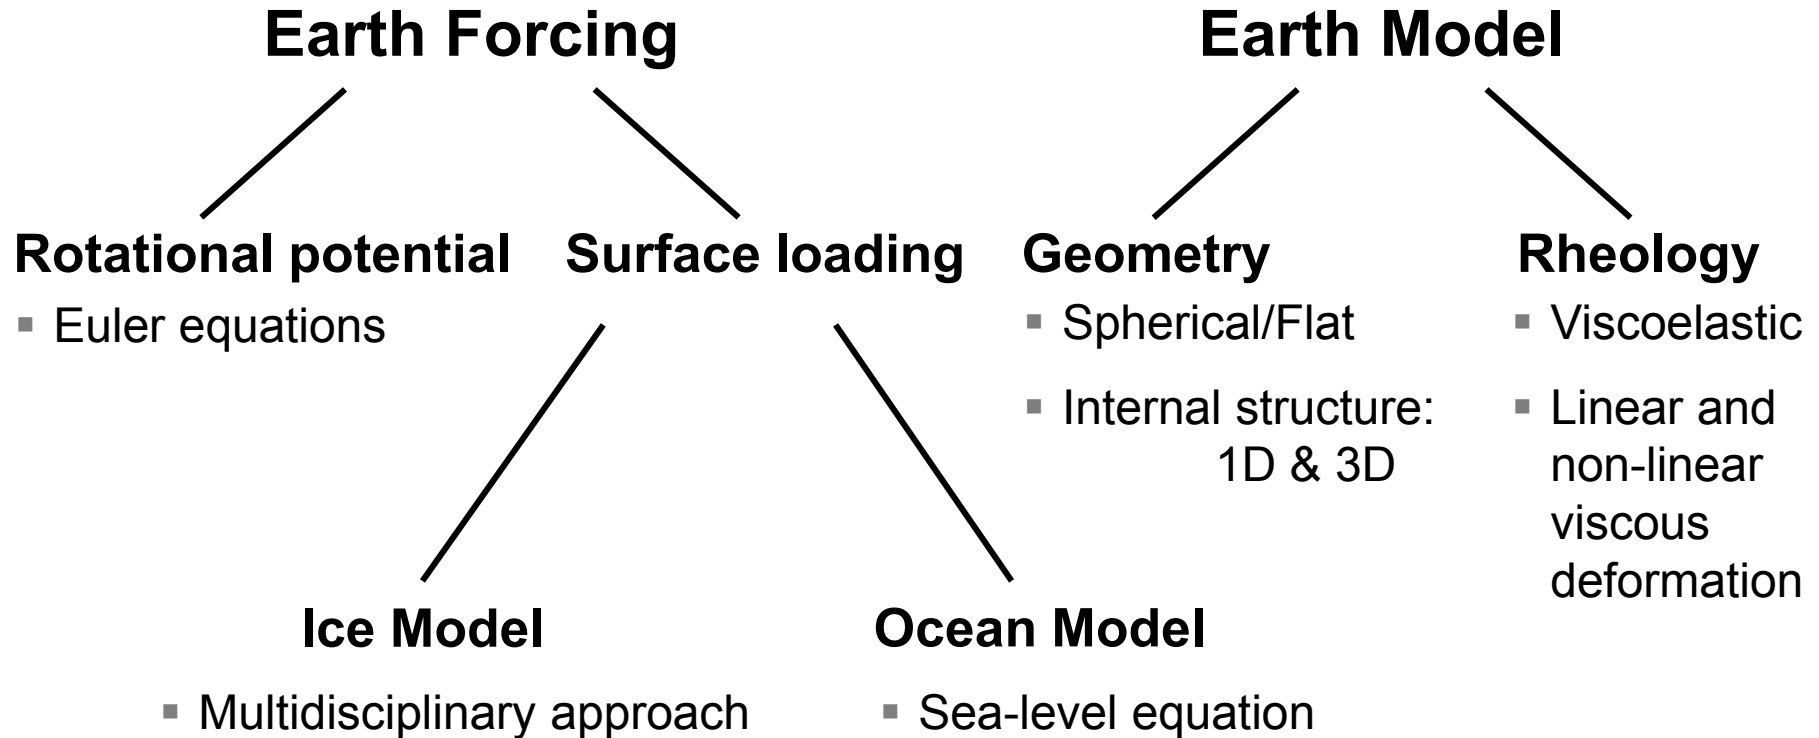 Earth Forcing
Earth Model
Rotational potential
▪ Euler equations
Surface loading
Geometry
▪ Spherical/Flat
▪ Internal structure:
1D & 3D
Rheology
▪ Viscoelastic
▪ Linear and
non-linear
viscous
deformation
Ice Model
▪ Multidisciplinary approach
Ocean Model
▪ Sea-level equation